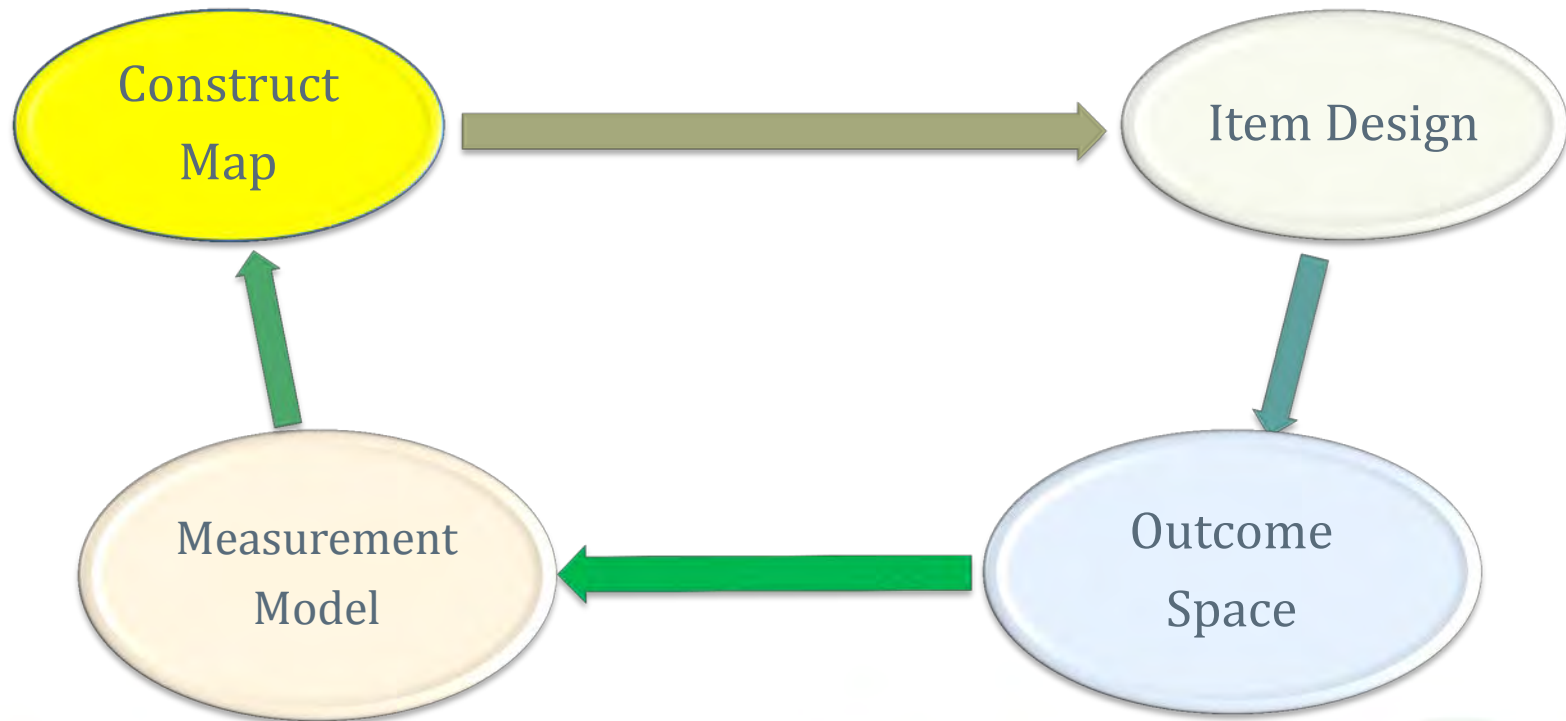 Construct
Map
Item Design
Measurement
Model
Outcome
Space